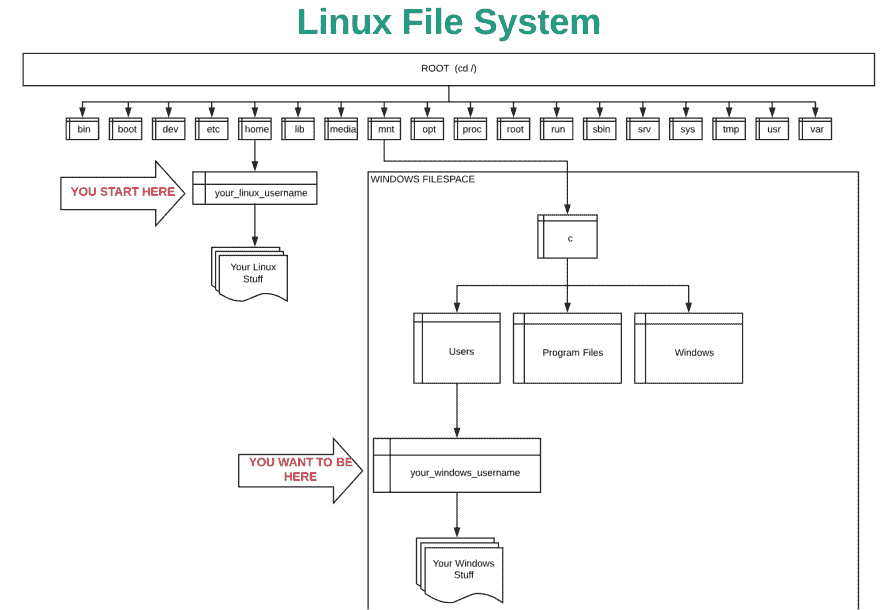 Linux File System
ROOT (cd /)
bin boot dev etc home lib media mnt opt proc root run sbin srv sys tmp usr var
YOU START HERE
your_linux_username
Your Linux
Stuff
WINDOWS FILESPACE
c
Users
Program Files
Windows
YOU WANT TO BE
HERE
your_windows_username
Your Windows
Stuff